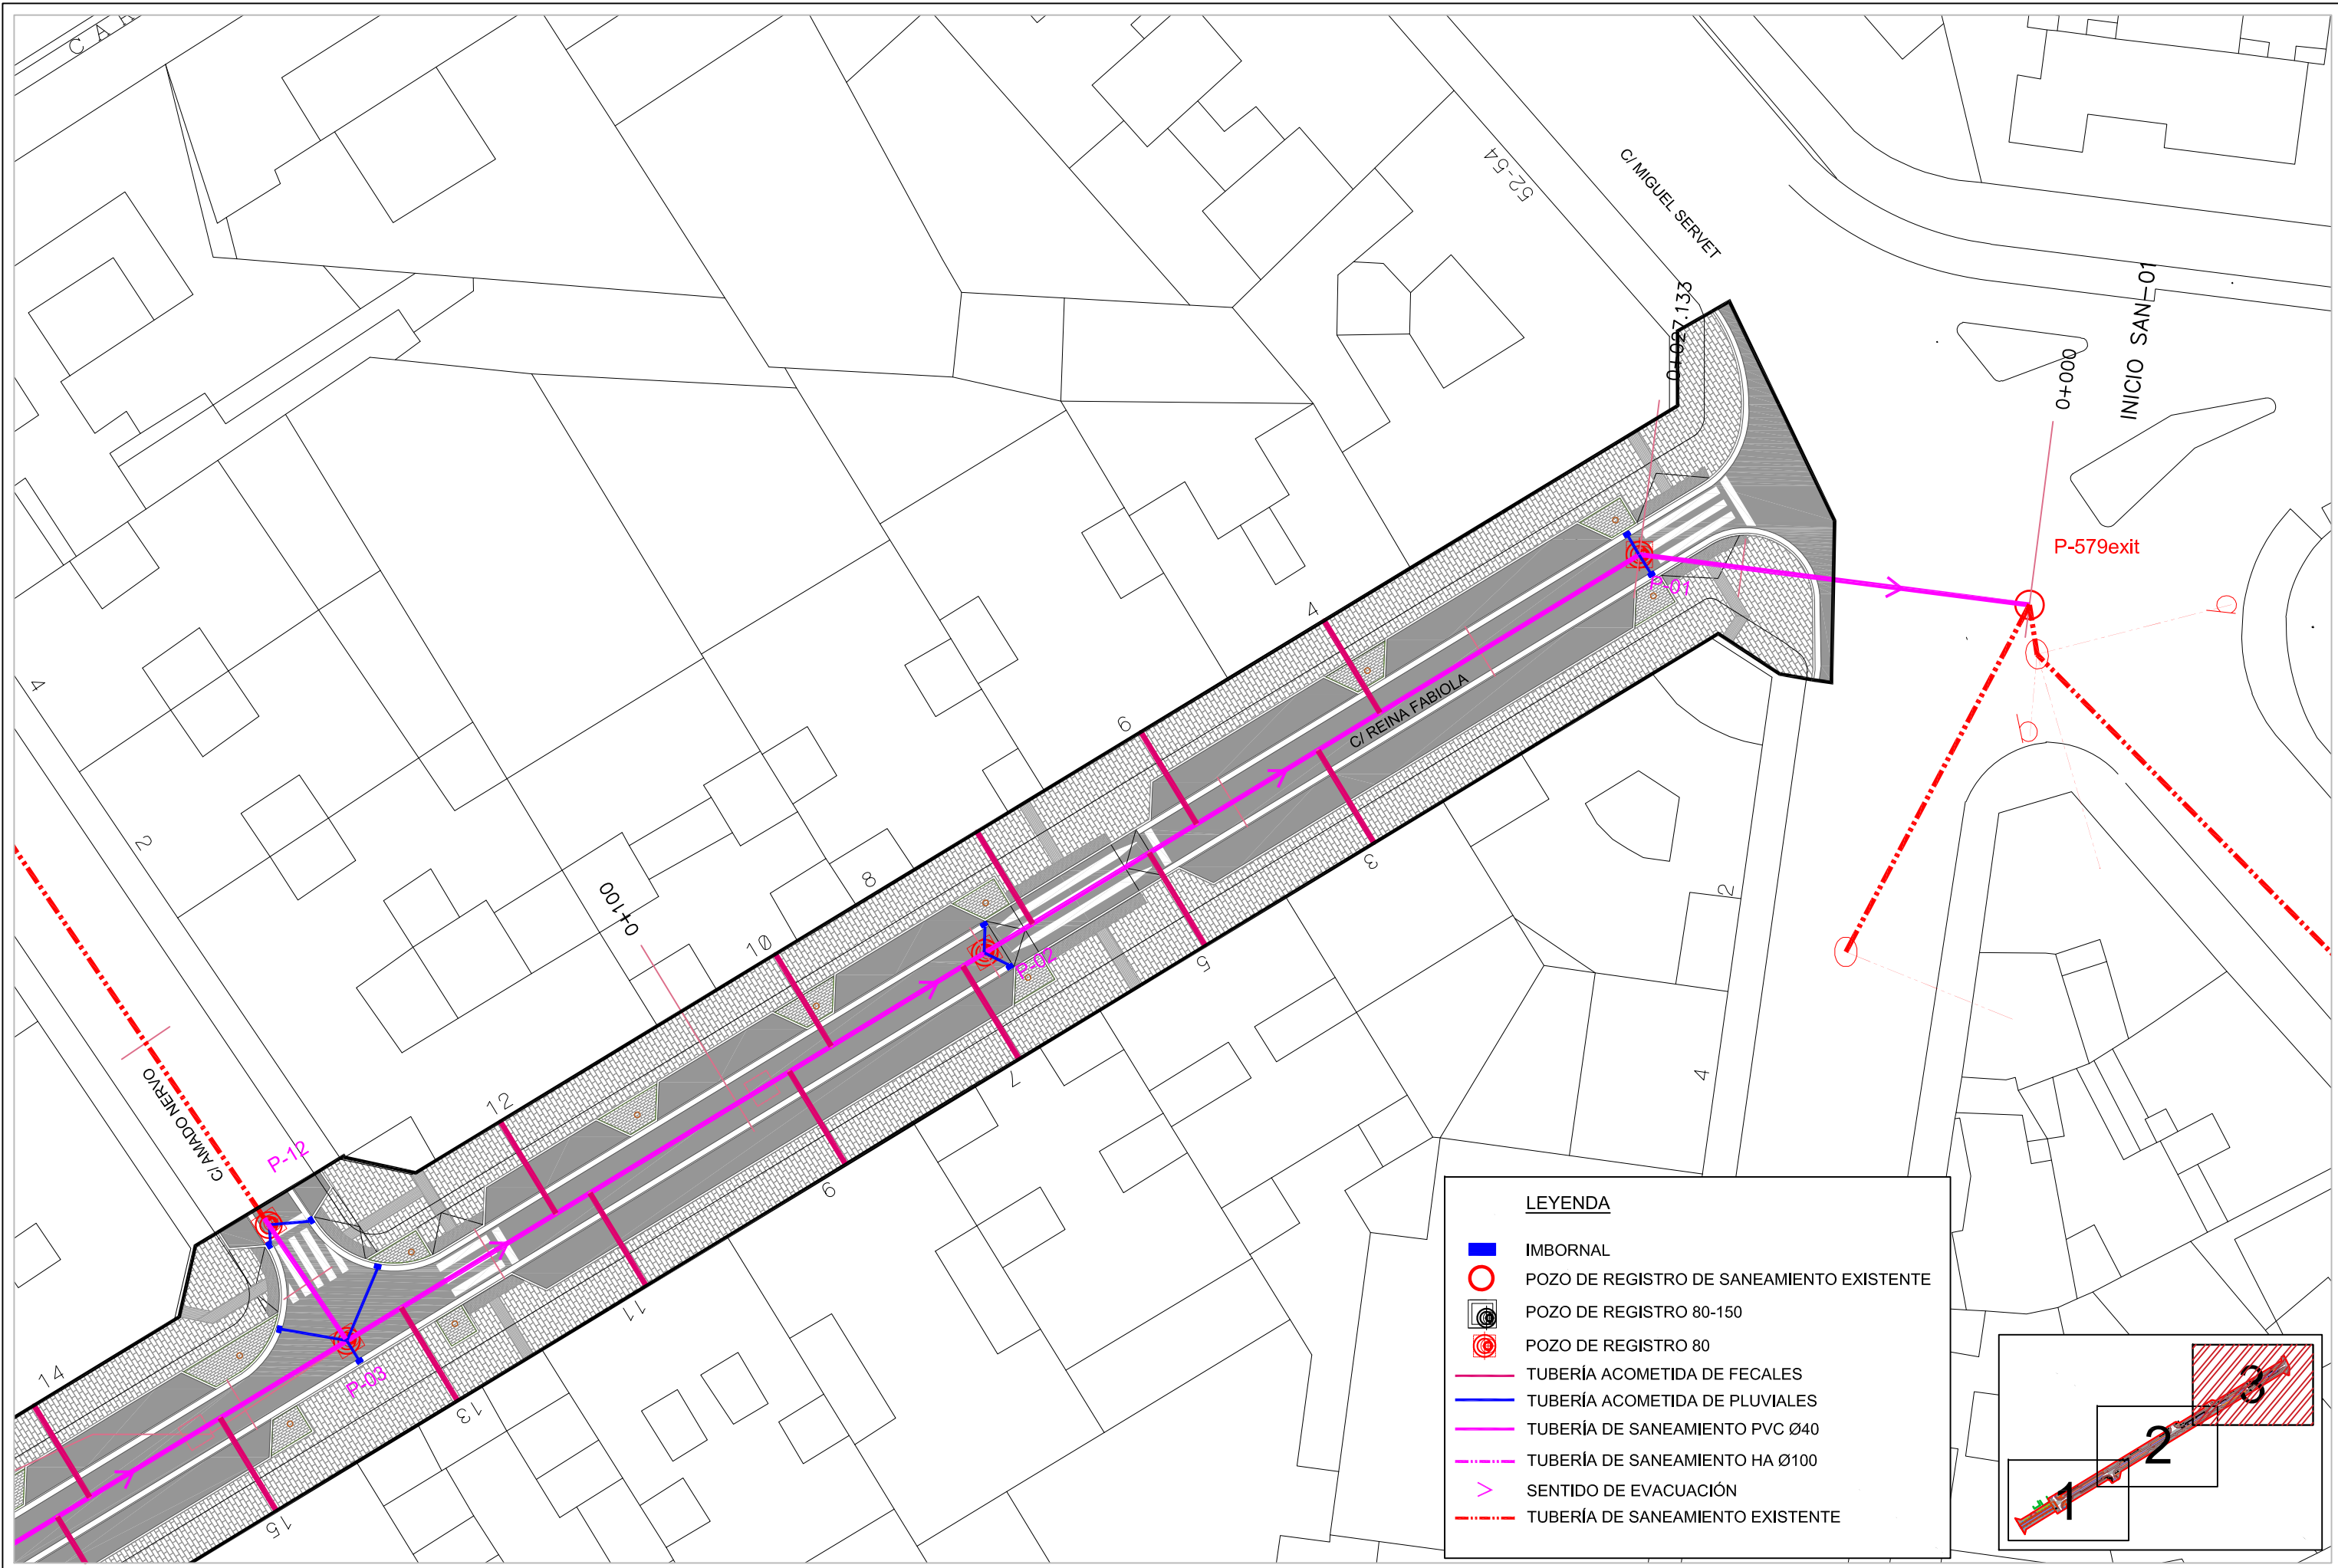 52-54
C/ MIGUEL SERVET
0+027.133
0+000
INICIO SAN-01
P-579exit
P-01
4
C/ REINA FABIOLA
6
3
4
2
8
0+100
10
P-02
5
2
7
4
12
9
C/ AMADO NERVO
P-12
11
14
P-03
13
15
LEYENDA
IMBORNAL
POZO DE REGISTRO DE SANEAMIENTO EXISTENTE
POZO DE REGISTRO 80-150
POZO DE REGISTRO 80
TUBERÍA ACOMETIDA DE FECALES
TUBERÍA ACOMETIDA DE PLUVIALES
TUBERÍA DE SANEAMIENTO PVC Ø40
TUBERÍA DE SANEAMIENTO HA Ø100
SENTIDO DE EVACUACIÓN
TUBERÍA DE SANEAMIENTO EXISTENTE
3
2
1